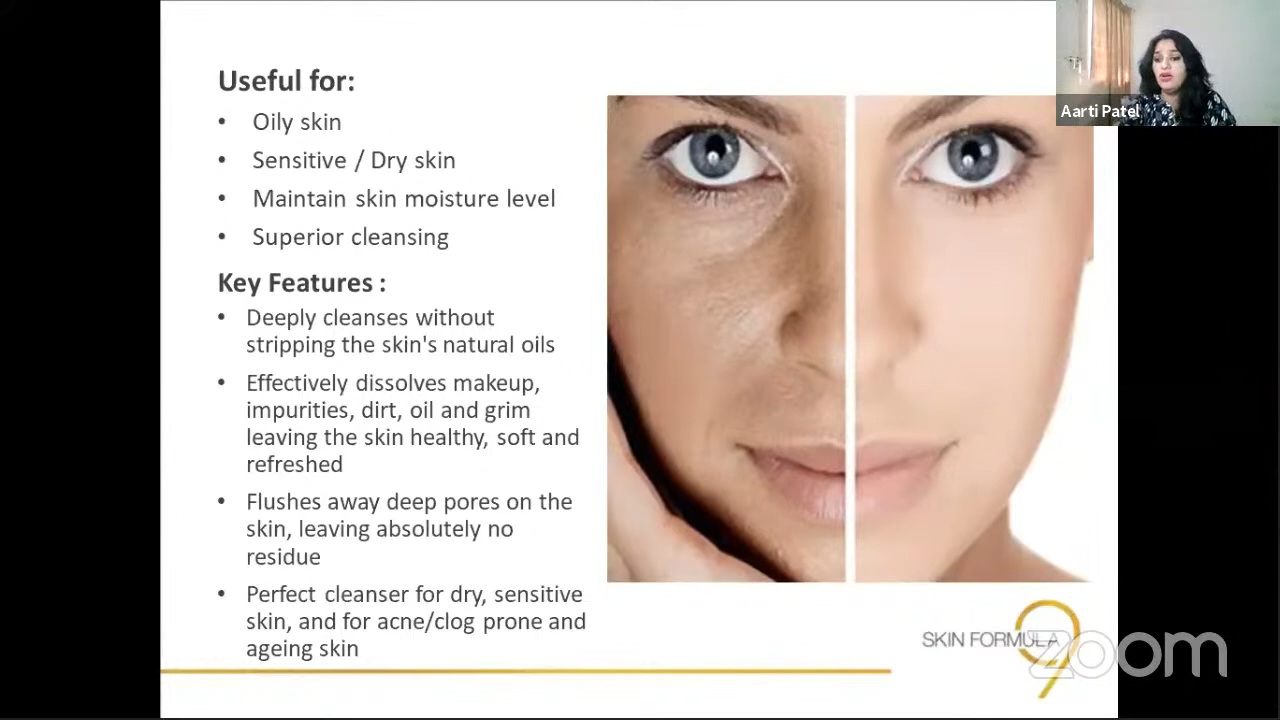 Useful for:
• Oily skin
• Sensitive / Dry skin
• Maintain skin moisture level
• Superior cleansing
Key Features :
• Deeply cleanses without
stripping the skin's natural oils
• Effectively dissolves makeup,
impurities, dirt, oil and grim
leaving the skin healthy, soft and
refreshed
• Flushes away deep pores on the
skin, leaving absolutely no
residue
• Perfect cleanser for dry, sensitive
skin, and for acne/clog prone and
ageing skin
Aarti Patel
SKIN FORMULA 9
zoom